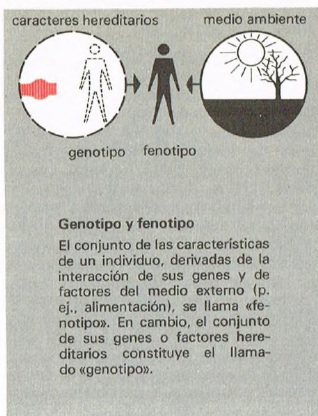 caracteres hereditarios medio ambiente
genotipo fenotipo
Genotipo y fenotipo
El conjunto de las características
de un individuo, derivadas de la
interacción de sus genes y de
factores del medio externo (p.
ej., alimentación), se llama «fe-
notipo». En cambio, el conjunto
de sus genes o factores here-
ditarios constituye el llama-
do «genotipo».